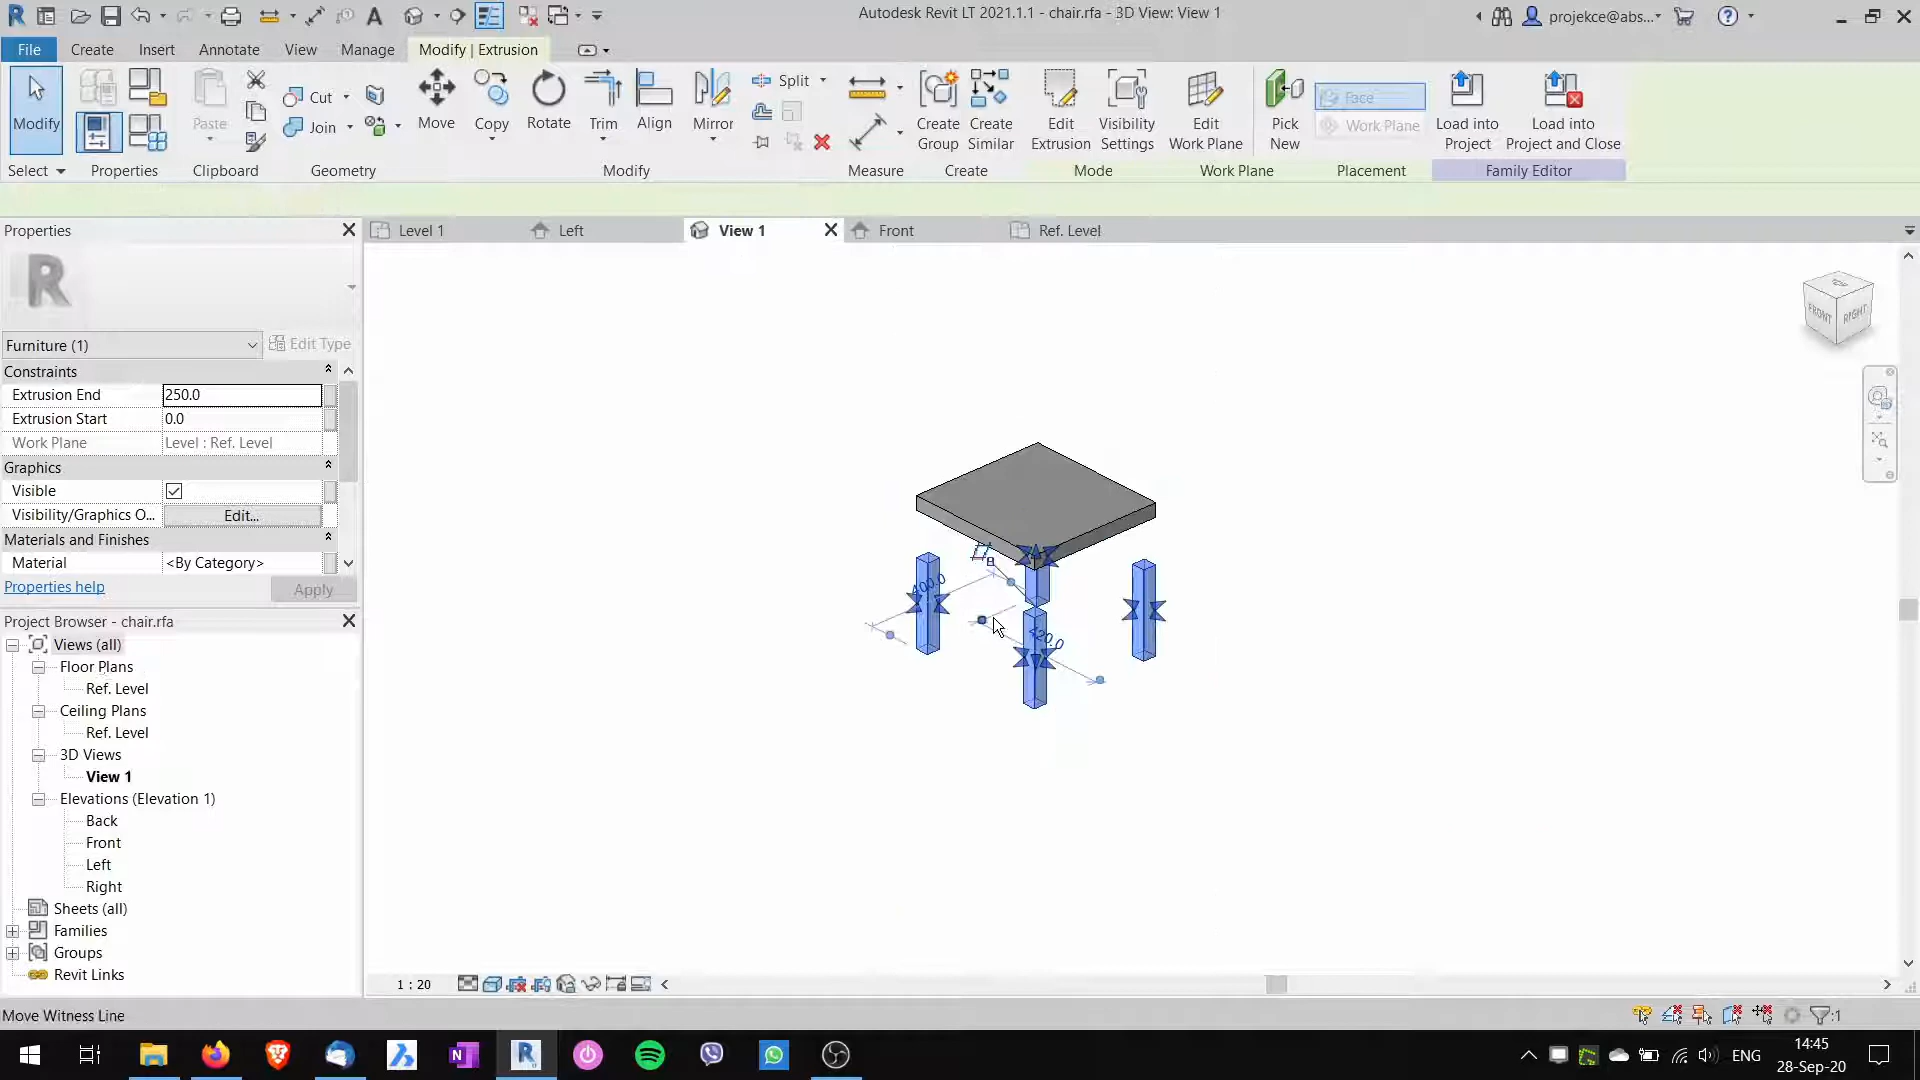 Autodesk Revit LT 2021.1.1 - chair.rfa - 3D View: View 1
projekce@abs...
File Create Insert Annotate View Manage Modify | Extrusion
Modify
Paste
Cut
Join
Move Copy Rotate Trim Align Mirror
Split
Create Group
Create Similar
Edit Extrusion
Visibility Settings
Edit Work Plane
Pick New
Face
Work Plane
Load into Project
Load into Project and Close
Select Properties Clipboard Geometry Modify Measure Create Mode Work Plane Placement Family Editor
Properties
Level 1 Left View 1 Front Ref. Level
R
Furniture (1)
Edit Type
Constraints
Extrusion End 250.0
Extrusion Start 0.0
Work Plane Level : Ref. Level
Graphics
Visible
Visibility/Graphics O... Edit...
Materials and Finishes
Material <By Category>
Properties help
Apply
FRONT RIGHT
400.0
420.0
Project Browser - chair.rfa
Views (all)
Floor Plans
Ref. Level
Ceiling Plans
Ref. Level
3D Views
View 1
Elevations (Elevation 1)
Back
Front
Left
Right
Sheets (all)
Families
Groups
Revit Links
1 : 20
Move Witness Line
:1
ENG
14:45
28-Sep-20